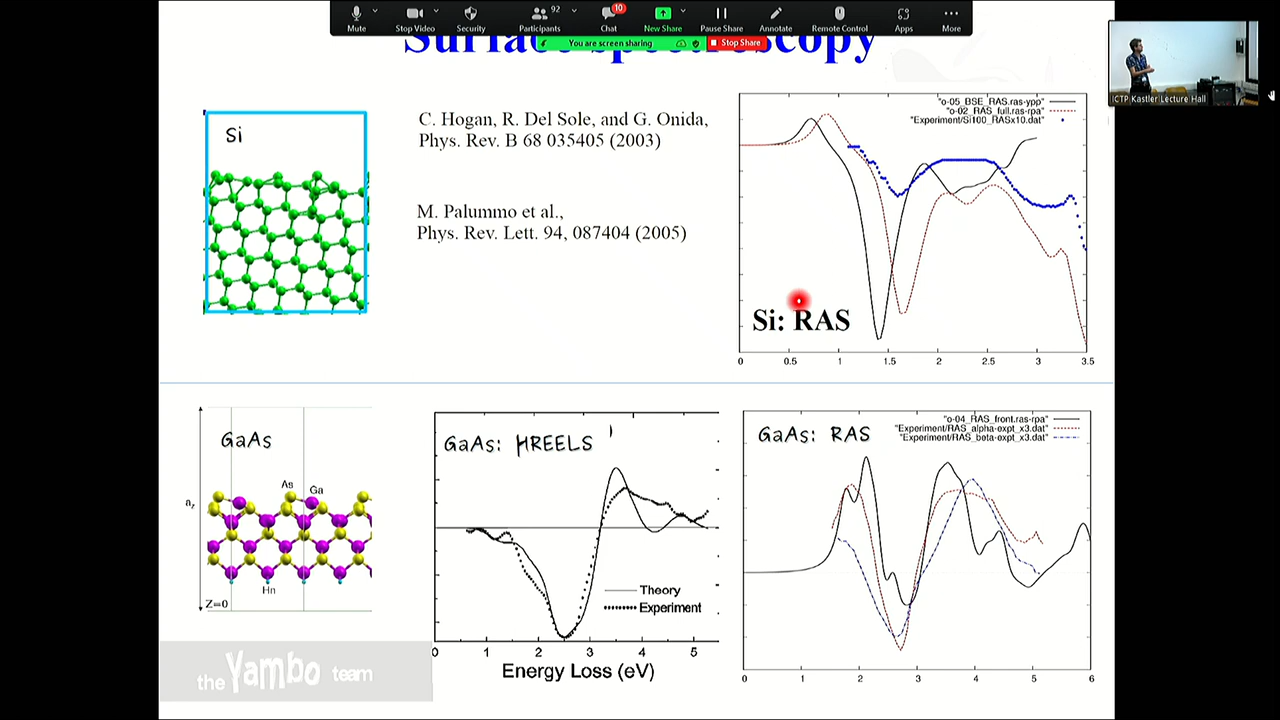 Mute
Stop Video
Security
92
Participants
10
Chat
New Share
Pause Share
Annotate
Remote Control
Apps
More
You are screen sharing
Stop Share
Surface spectroscopy
ICTP Kastler Lecture Hall
Si
C. Hogan, R. Del Sole, and G. Onida,
Phys. Rev. B 68 035405 (2003)
M. Palummo et al.,
Phys. Rev. Lett. 94, 087404 (2005)
"o-05_BSE_RAS.ras-ypp"
"o-02_RAS_full.ras-rpa"
"Experiment/Si100_RASx10.dat"
Si: RAS
0 0.5 1 1.5 2 2.5 3 3.5
GaAs
As
Ga
az
Hn
Z=0
GaAs: HREELS
Theory
Experiment
0 1 2 3 4 5
Energy Loss (eV)
GaAs: RAS
"o-04_RAS_front.ras-rpa"
"Experiment/RAS_alpha-expt_x3.dat"
"Experiment/RAS_beta-expt_x3.dat"
0 1 2 3 4 5 6
the Yambo team